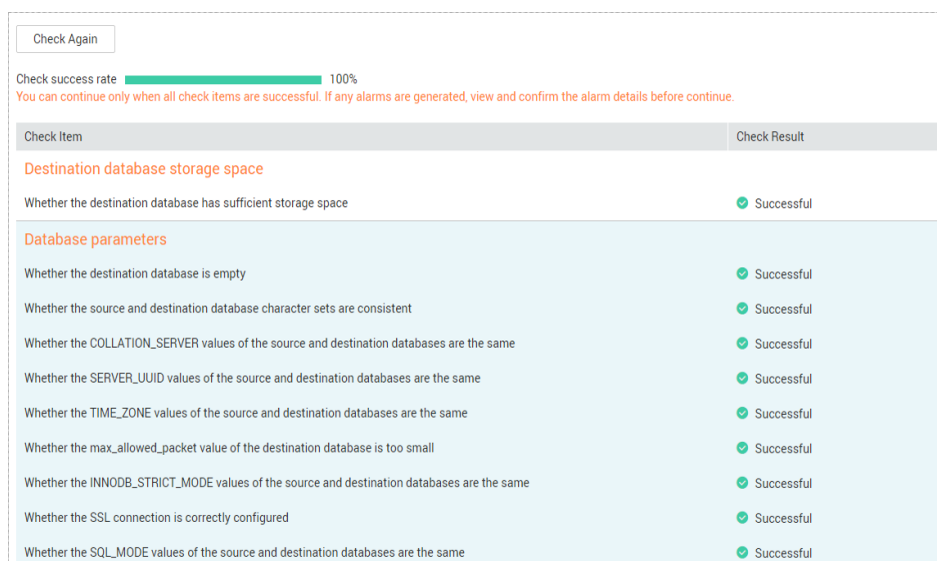 Check Again
Check success rate 100%
You can continue only when all check items are successful. If any alarms are generated, view and confirm the alarm details before continue.
Check Item Check Result
Destination database storage space
Whether the destination database has sufficient storage space Successful
Database parameters
Whether the destination database is empty Successful
Whether the source and destination database character sets are consistent Successful
Whether the COLLATION_SERVER values of the source and destination databases are the same Successful
Whether the SERVER_UUID values of the source and destination databases are the same Successful
Whether the TIME_ZONE values of the source and destination databases are the same Successful
Whether the max_allowed_packet value of the destination database is too small Successful
Whether the INNODB_STRICT_MODE values of the source and destination databases are the same Successful
Whether the SSL connection is correctly configured Successful
Whether the SQL_MODE values of the source and destination databases are the same Successful